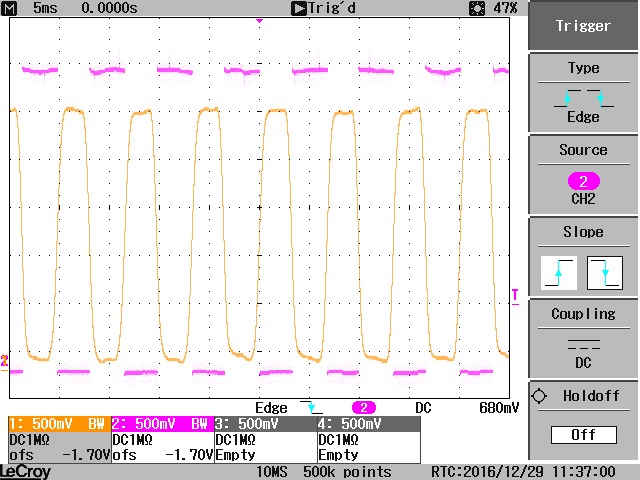 M 5ms 0.0000s Trig'd 47%
Trigger
Type
Edge
Source
2
CH2
Slope
T
Coupling
DC
2
Holdoff
Off
Edge 2 DC 680mV
1: 500mV BW 2: 500mV BW 3: 500mV 4: 500mV
DC1MΩ DC1MΩ DC1MΩ DC1MΩ
ofs -1.70V ofs -1.70V Empty Empty
LeCroy 10MS 500k points RTC:2016/12/29 11:37:00